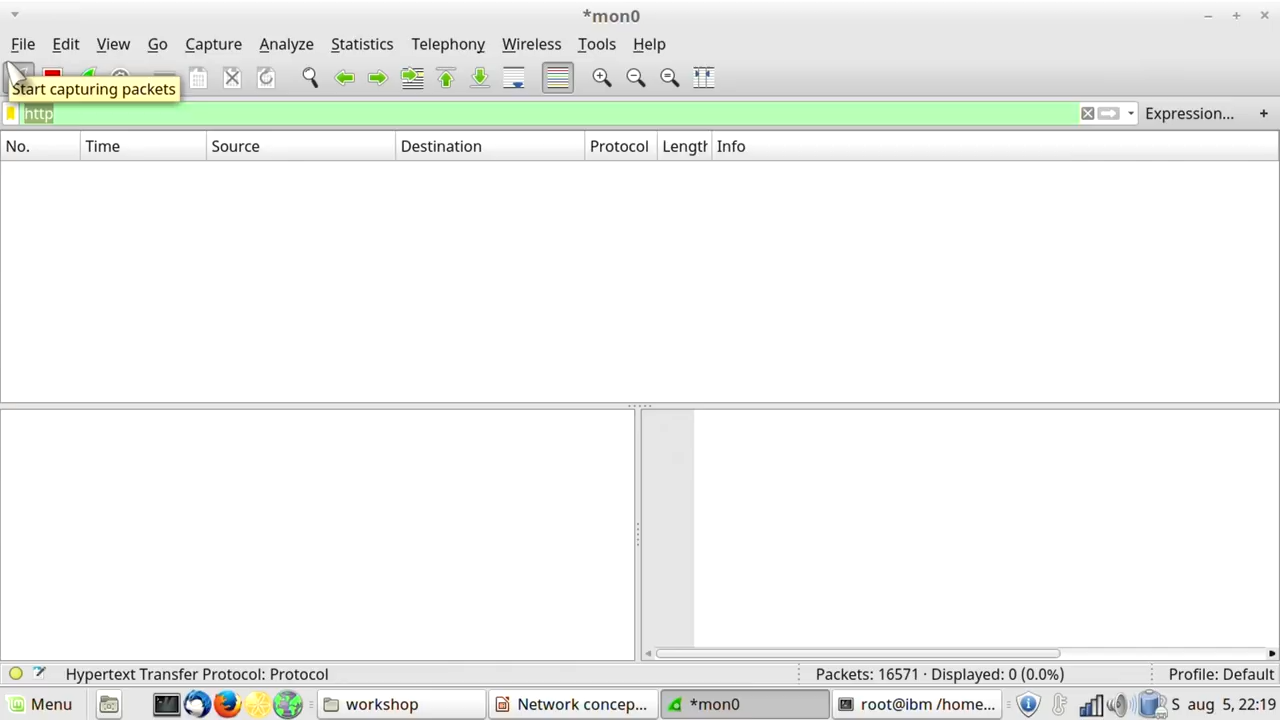 *mon0
File Edit View Go Capture Analyze Statistics Telephony Wireless Tools Help
Start capturing packets
http
Expression... +
No. Time Source Destination Protocol Length Info
Hypertext Transfer Protocol: Protocol Packets: 16571 · Displayed: 0 (0.0%) Profile: Default
Menu workshop Network concep... *mon0 root@ibm /home... S aug 5, 22:19